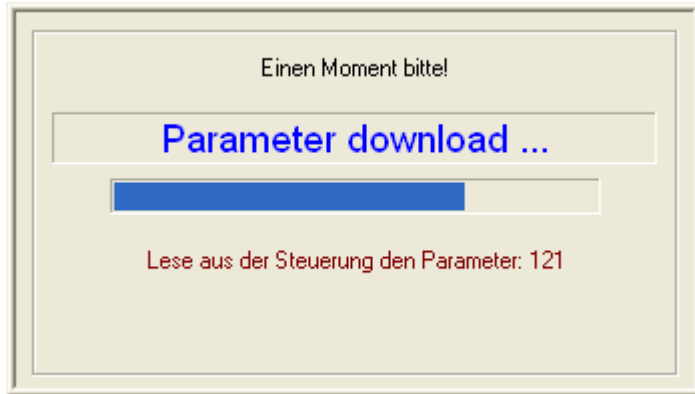 Einen Moment bitte!
Parameter download ...
Lese aus der Steuerung den Parameter: 121